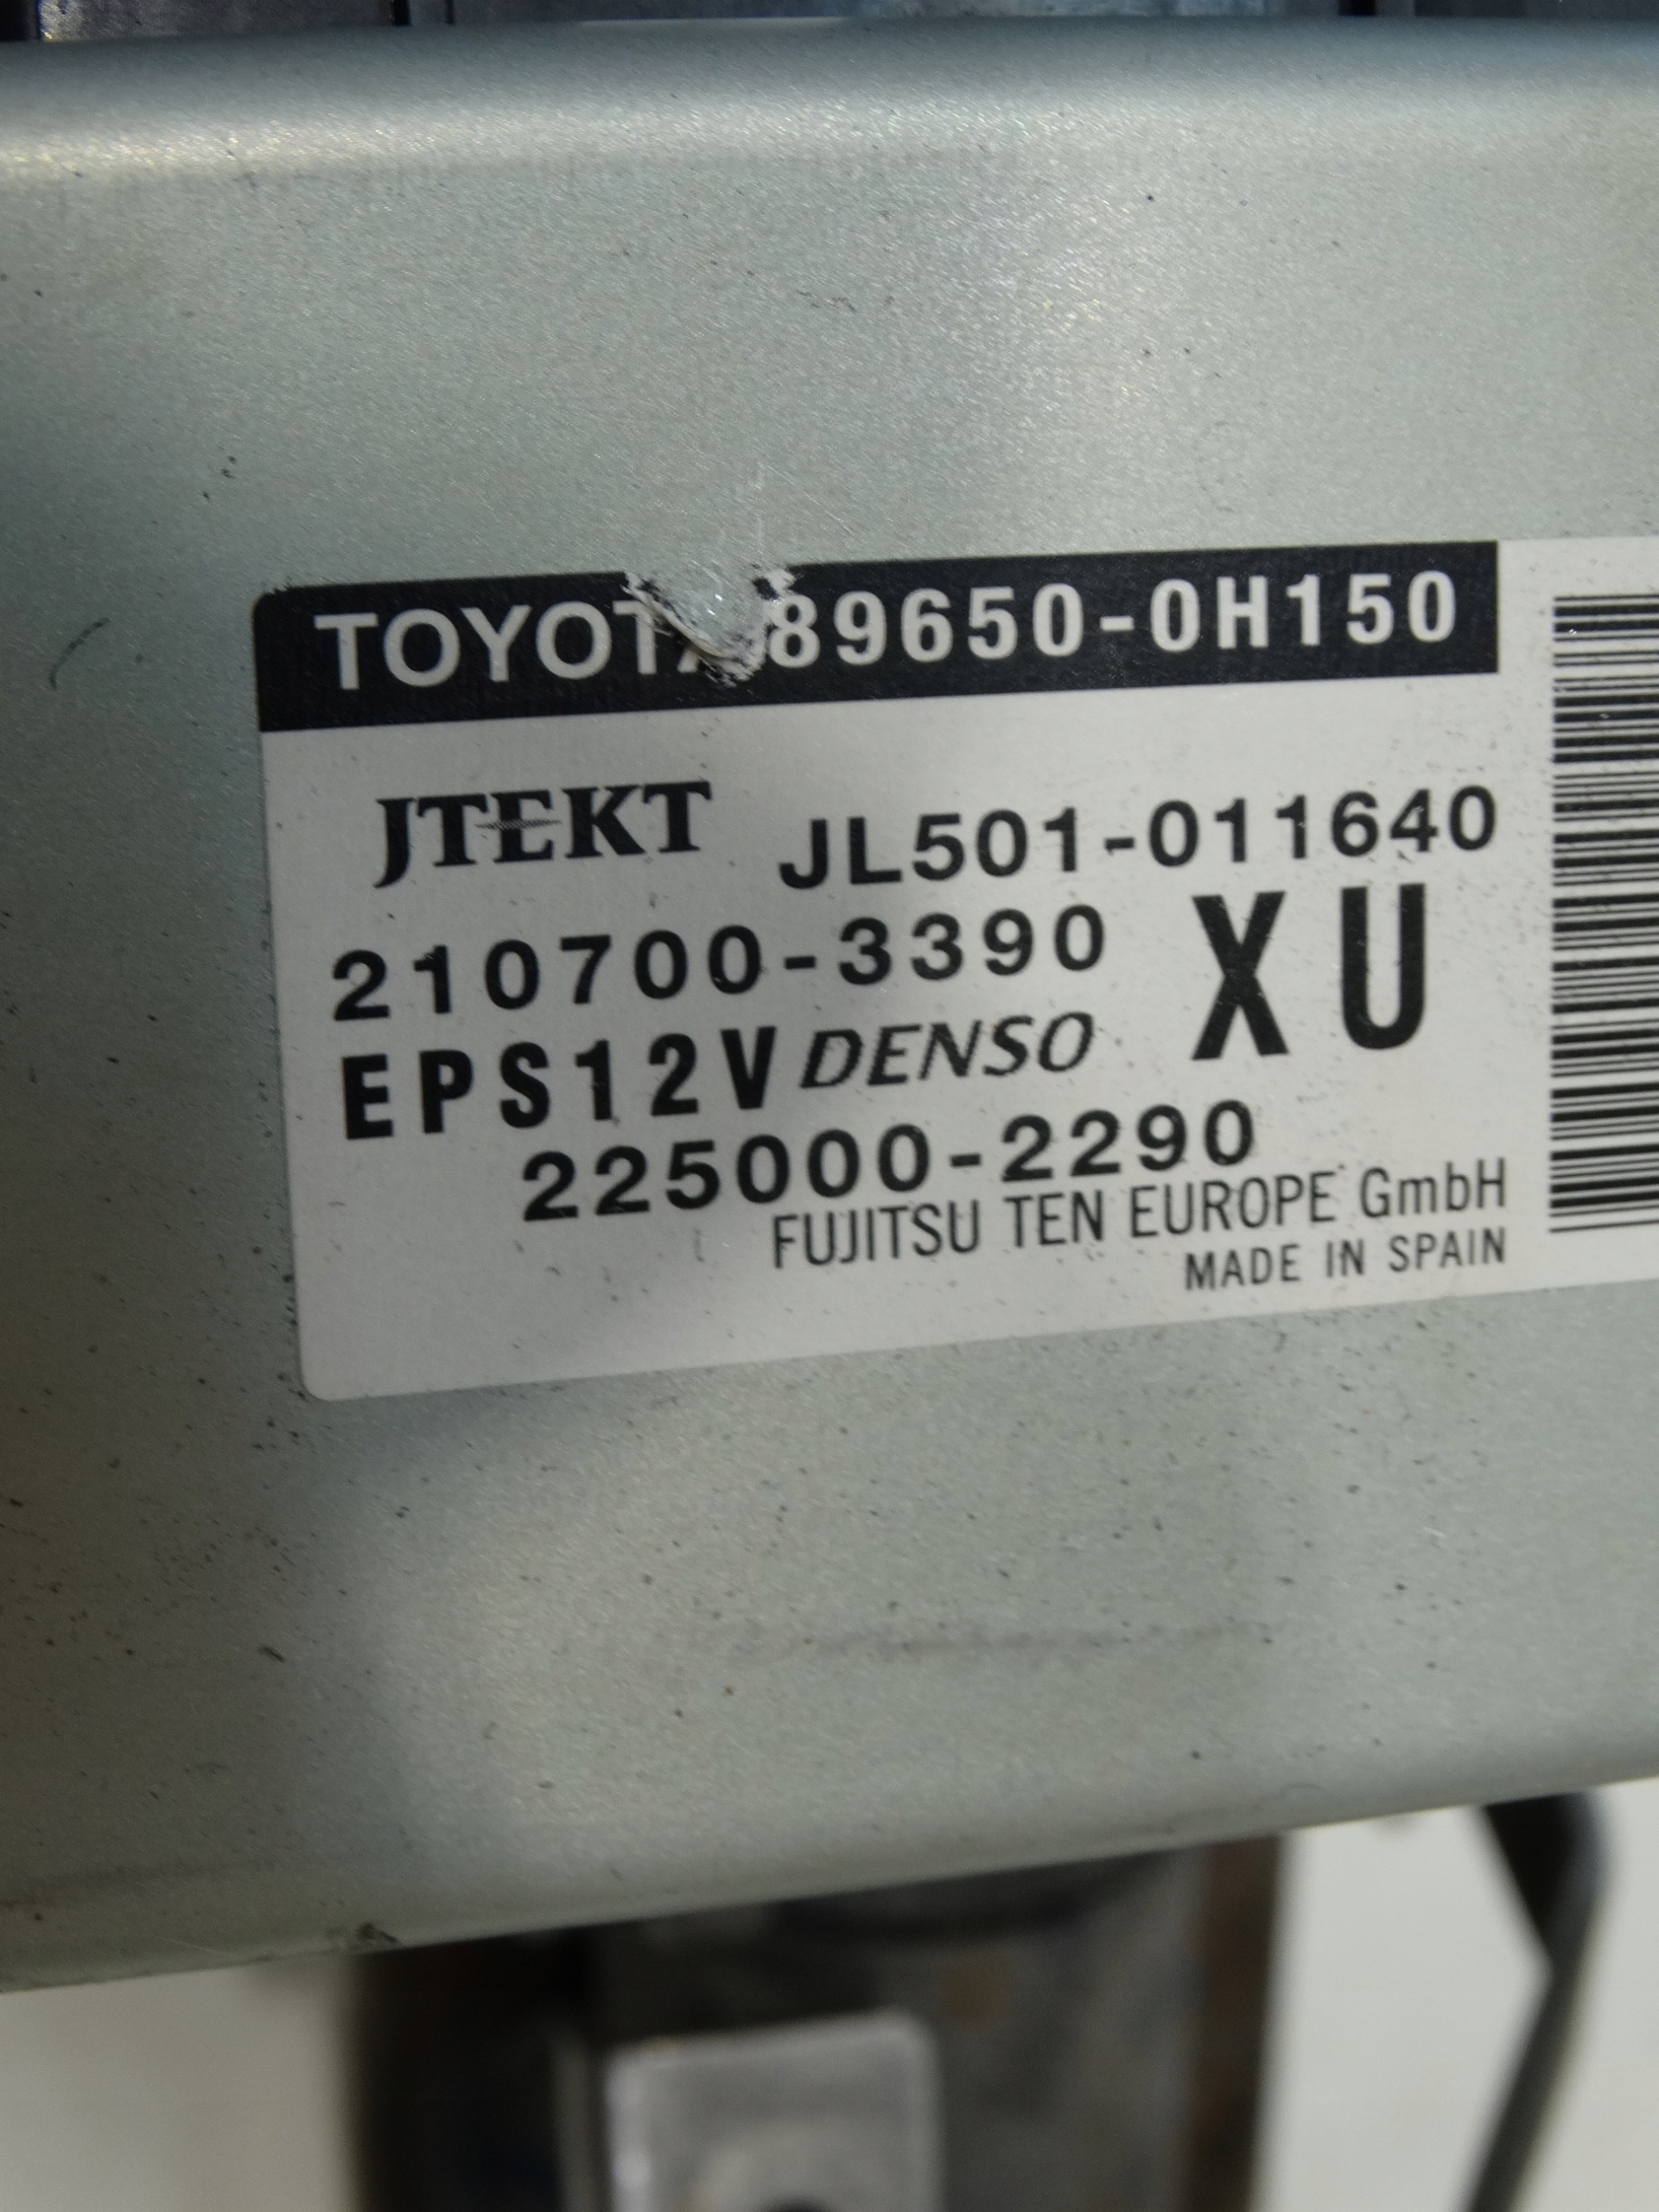 TOYOTA 89650-0H150
JTEKT JL501-011640
210700-3390 XU
EPS12V DENSO
225000-2290
FUJITSU TEN EUROPE GmbH
MADE IN SPAIN